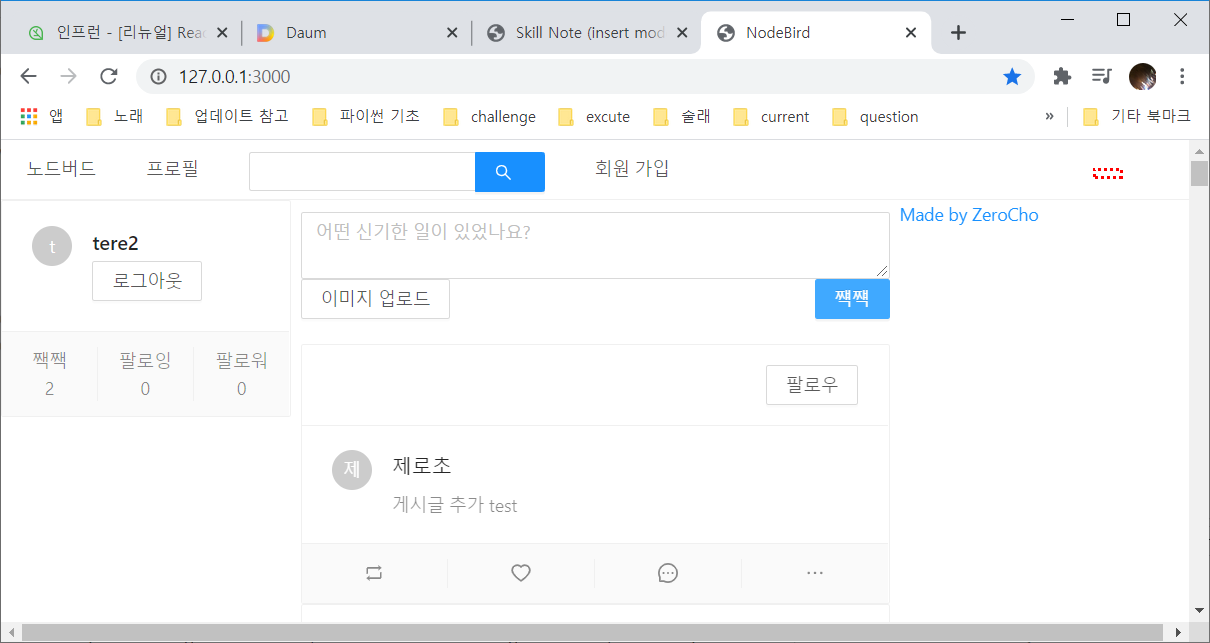 인프런 - [리뉴얼] Rea
Daum
Skill Note (insert mod
NodeBird
127.0.0.1:3000
앱
노래
업데이트 참고
파이썬 기초
challenge
excute
술래
current
question
»
기타 북마크
노드버드
프로필
회원 가입
t
tere2
로그아웃
짹짹
2
팔로잉
0
팔로워
0
어떤 신기한 일이 있었나요?
이미지 업로드
짹짹
팔로우
제
제로초
게시글 추가 test
Made by ZeroCho